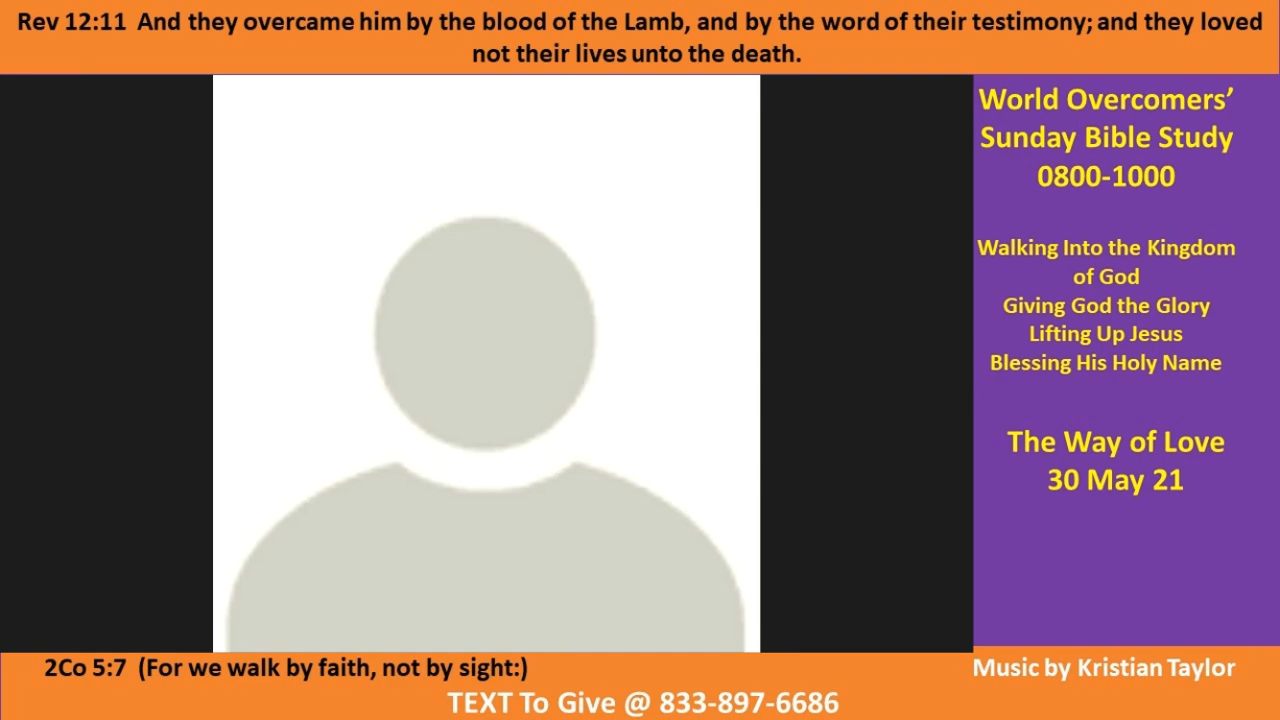 Rev 12:11  And they overcame him by the blood of the Lamb, and by the word of their testimony; and they loved
not their lives unto the death.
World Overcomers’
Sunday Bible Study
0800-1000
Walking Into the Kingdom
of God
Giving God the Glory
Lifting Up Jesus
Blessing His Holy Name
The Way of Love
30 May 21
2Co 5:7  (For we walk by faith, not by sight:)
Music by Kristian Taylor
TEXT To Give @ 833-897-6686